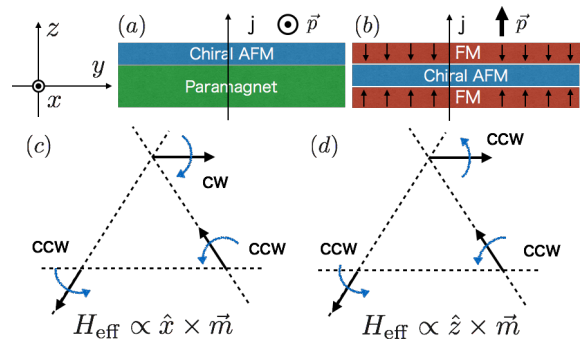 z
y
x
(a)
j
p⃗
Chiral AFM
Paramagnet
(b)
j
p⃗
FM
Chiral AFM
FM
(c)
CW
CCW
CCW
H_eff ∝ x̂ × m⃗
(d)
CCW
CCW
CCW
H_eff ∝ ẑ × m⃗